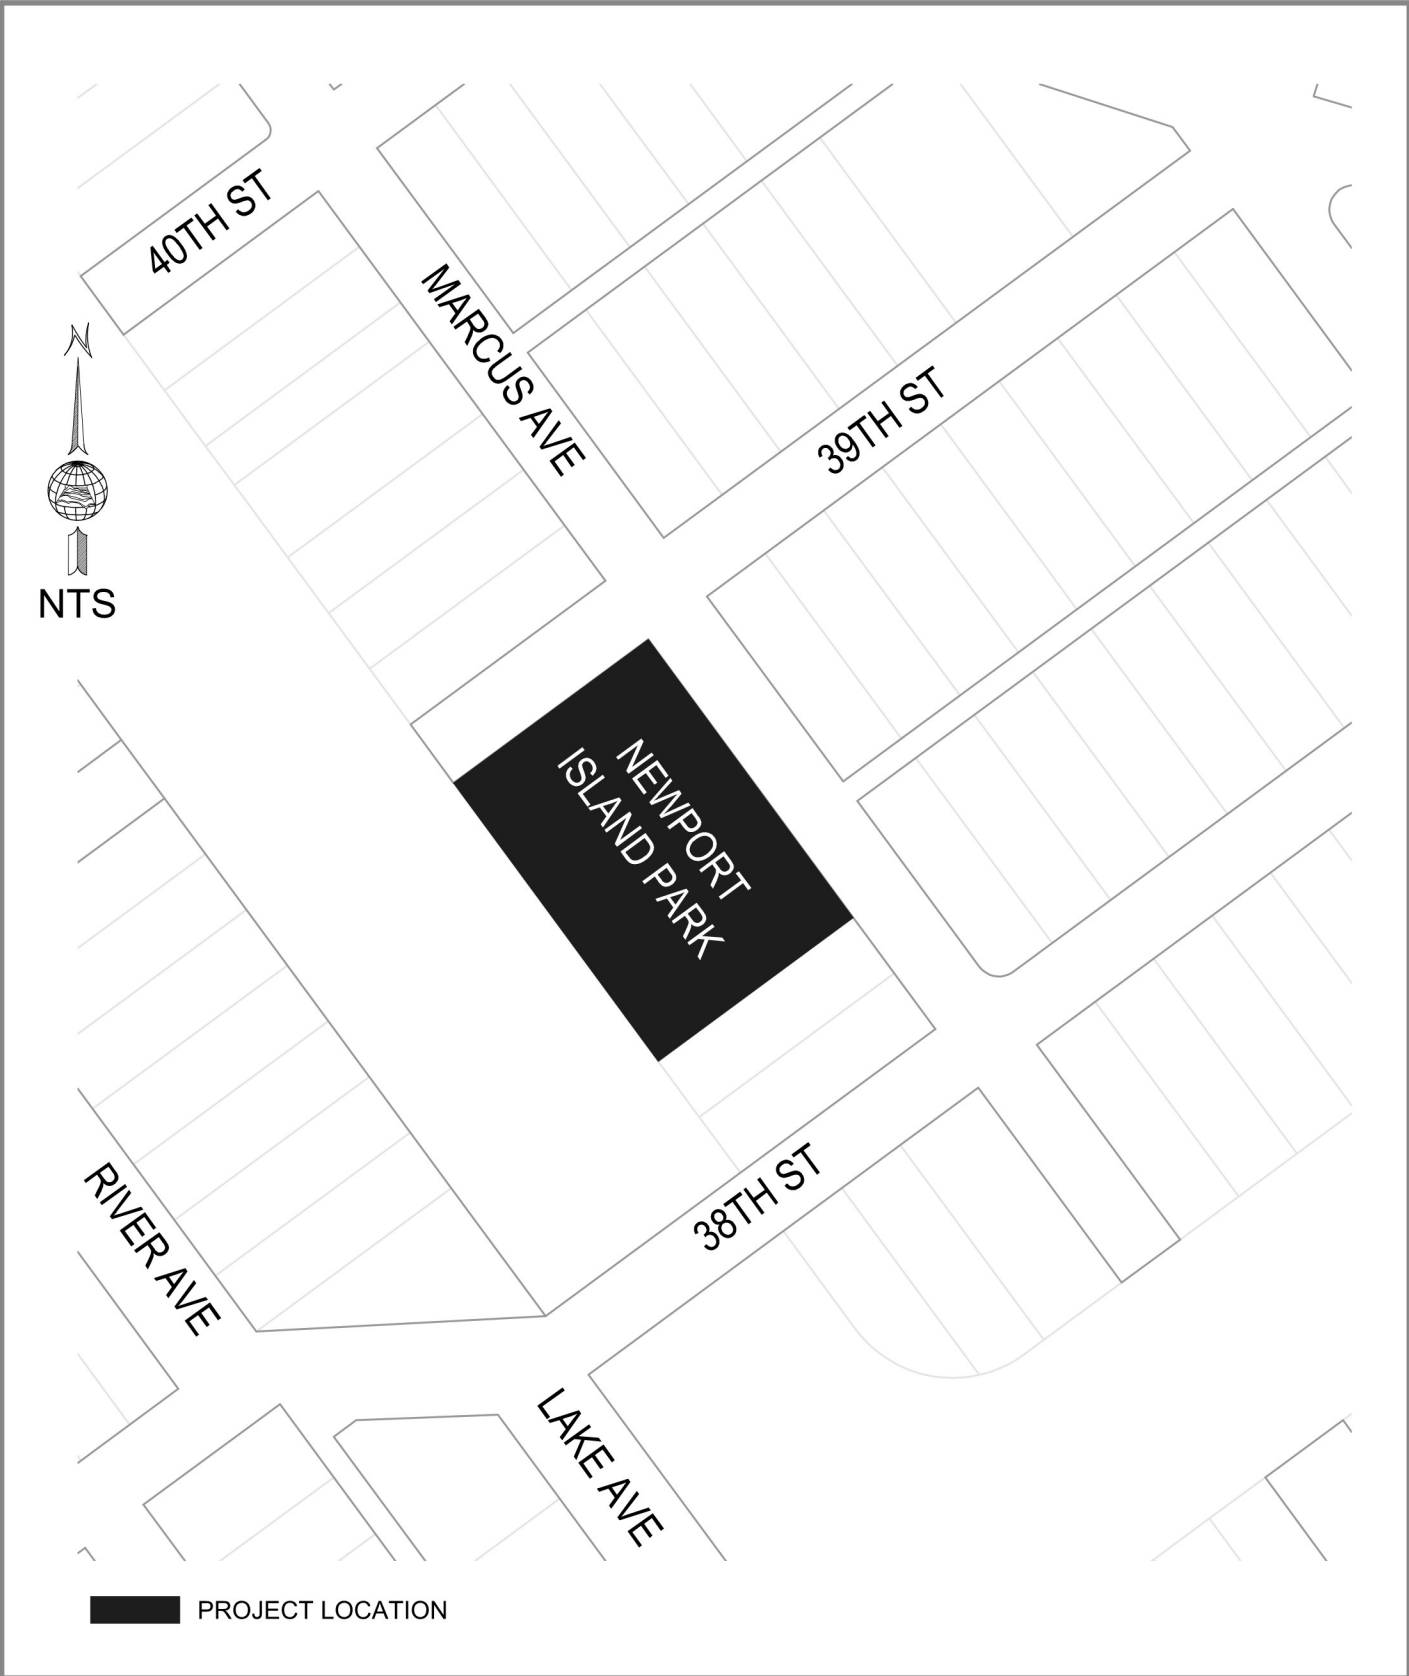 40TH ST
MARCUS AVE
39TH ST
N
NTS
NEWPORT
ISLAND PARK
38TH ST
RIVER AVE
LAKE AVE
PROJECT LOCATION